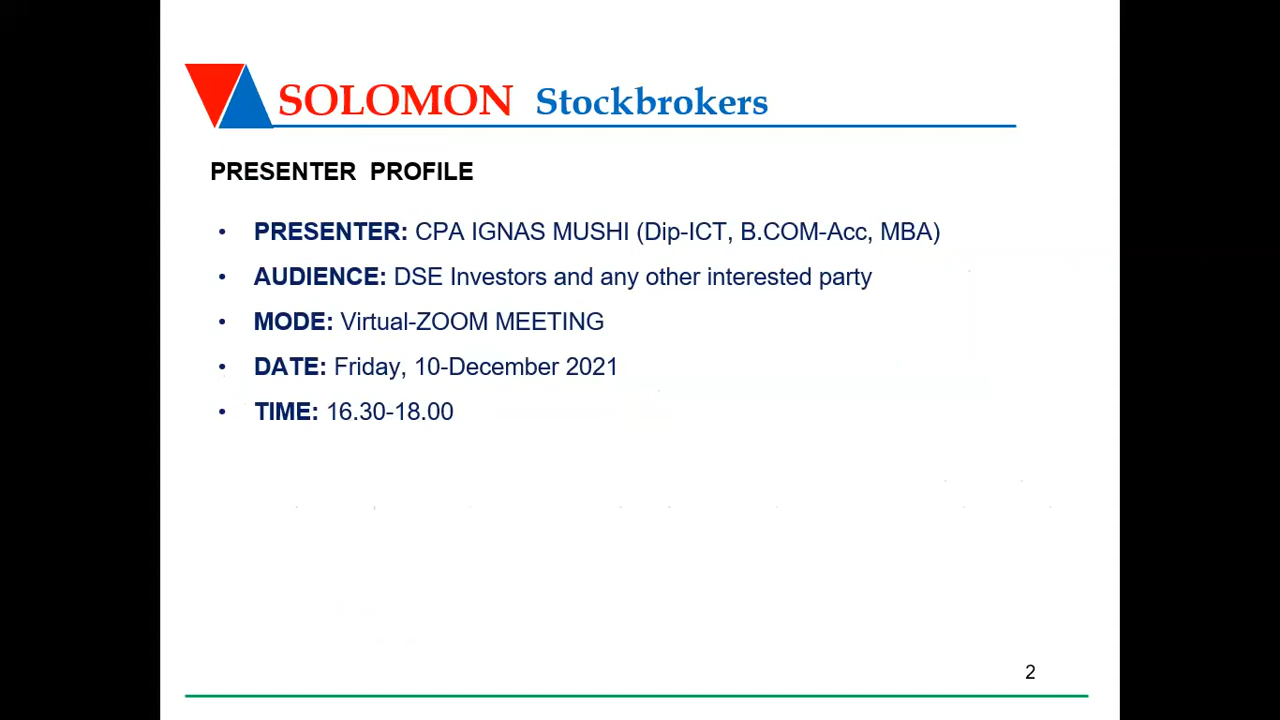 SOLOMON Stockbrokers
PRESENTER PROFILE
• PRESENTER: CPA IGNAS MUSHI (Dip-ICT, B.COM-Acc, MBA)
• AUDIENCE: DSE Investors and any other interested party
• MODE: Virtual-ZOOM MEETING
• DATE: Friday, 10-December 2021
• TIME: 16.30-18.00
2